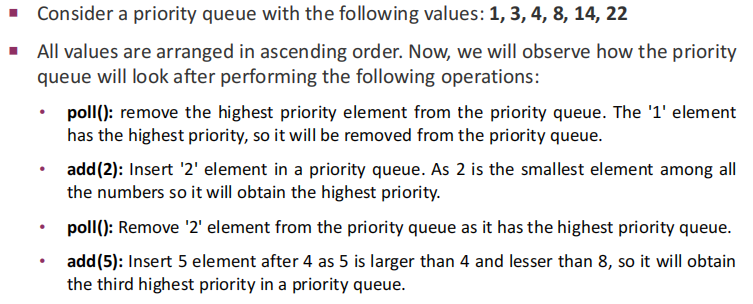 ▪ Consider a priority queue with the following values: 1, 3, 4, 8, 14, 22
▪ All values are arranged in ascending order. Now, we will observe how the priority
queue will look after performing the following operations:
• poll(): remove the highest priority element from the priority queue. The '1' element
has the highest priority, so it will be removed from the priority queue.
• add(2): Insert '2' element in a priority queue. As 2 is the smallest element among all
the numbers so it will obtain the highest priority.
• poll(): Remove '2' element from the priority queue as it has the highest priority queue.
• add(5): Insert 5 element after 4 as 5 is larger than 4 and lesser than 8, so it will obtain
the third highest priority in a priority queue.